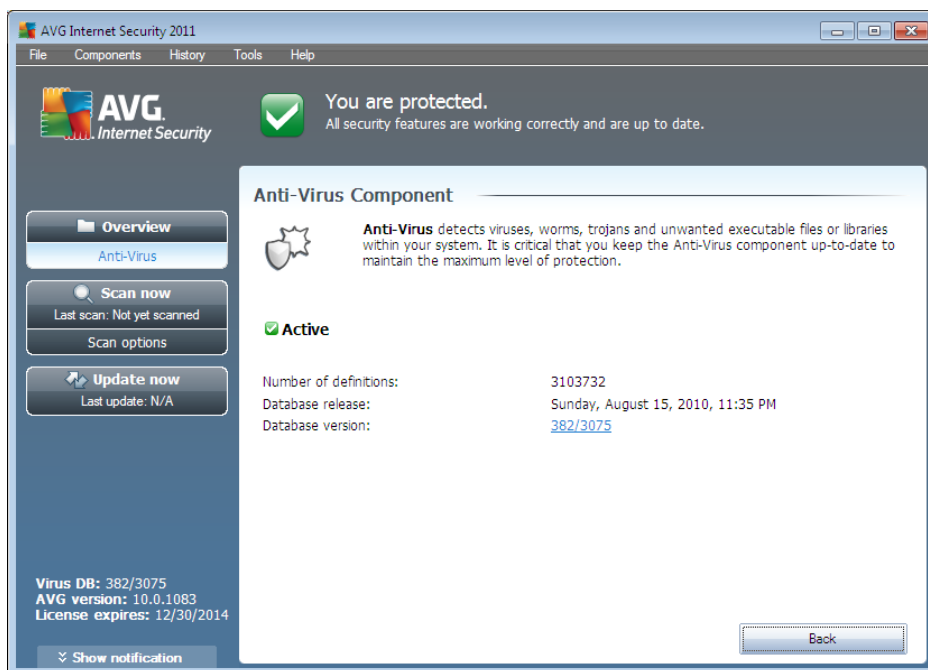 AVG Internet Security 2011
File Components History Tools Help
AVG.
Internet Security
You are protected.
All security features are working correctly and are up to date.
Overview
Anti-Virus
Scan now
Last scan: Not yet scanned
Scan options
Update now
Last update: N/A
Virus DB: 382/3075
AVG version: 10.0.1083
License expires: 12/30/2014
Show notification
Anti-Virus Component
Anti-Virus detects viruses, worms, trojans and unwanted executable files or libraries
within your system. It is critical that you keep the Anti-Virus component up-to-date to
maintain the maximum level of protection.
Active
Number of definitions: 3103732
Database release: Sunday, August 15, 2010, 11:35 PM
Database version: 382/3075
Back